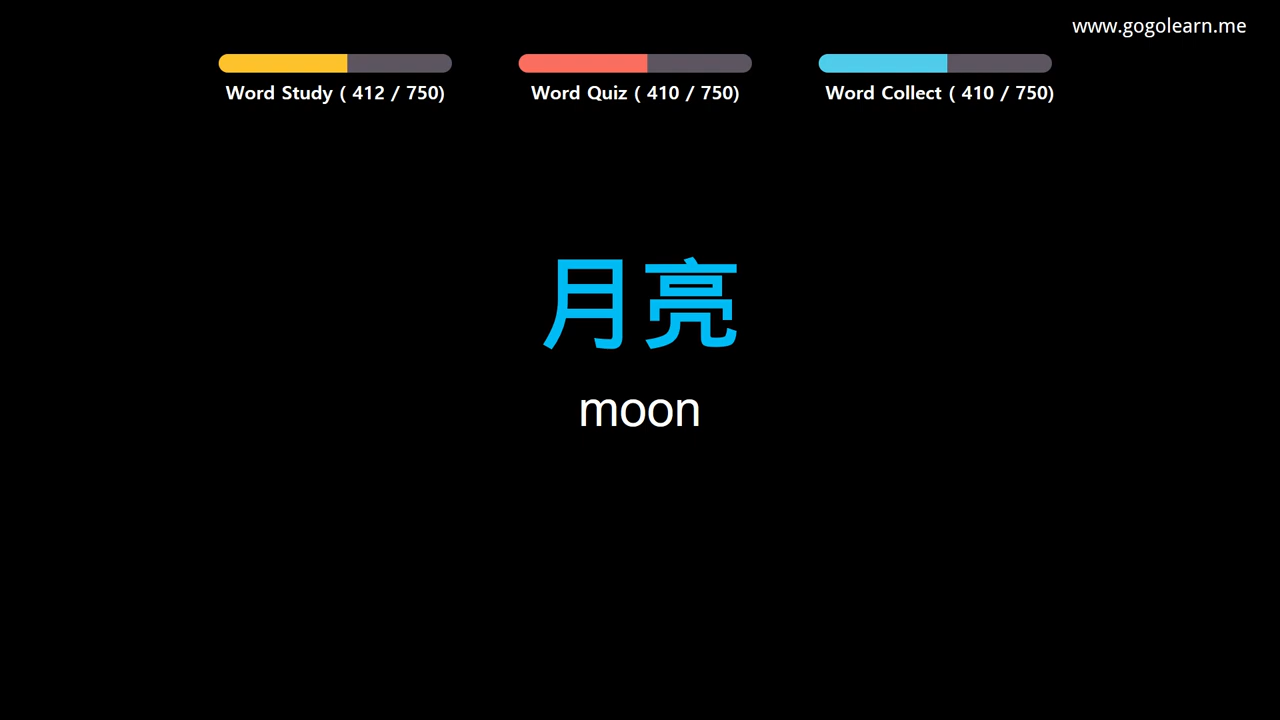 www.gogolearn.me
Word Study ( 412 / 750)
Word Quiz ( 410 / 750)
Word Collect ( 410 / 750)
月亮
moon